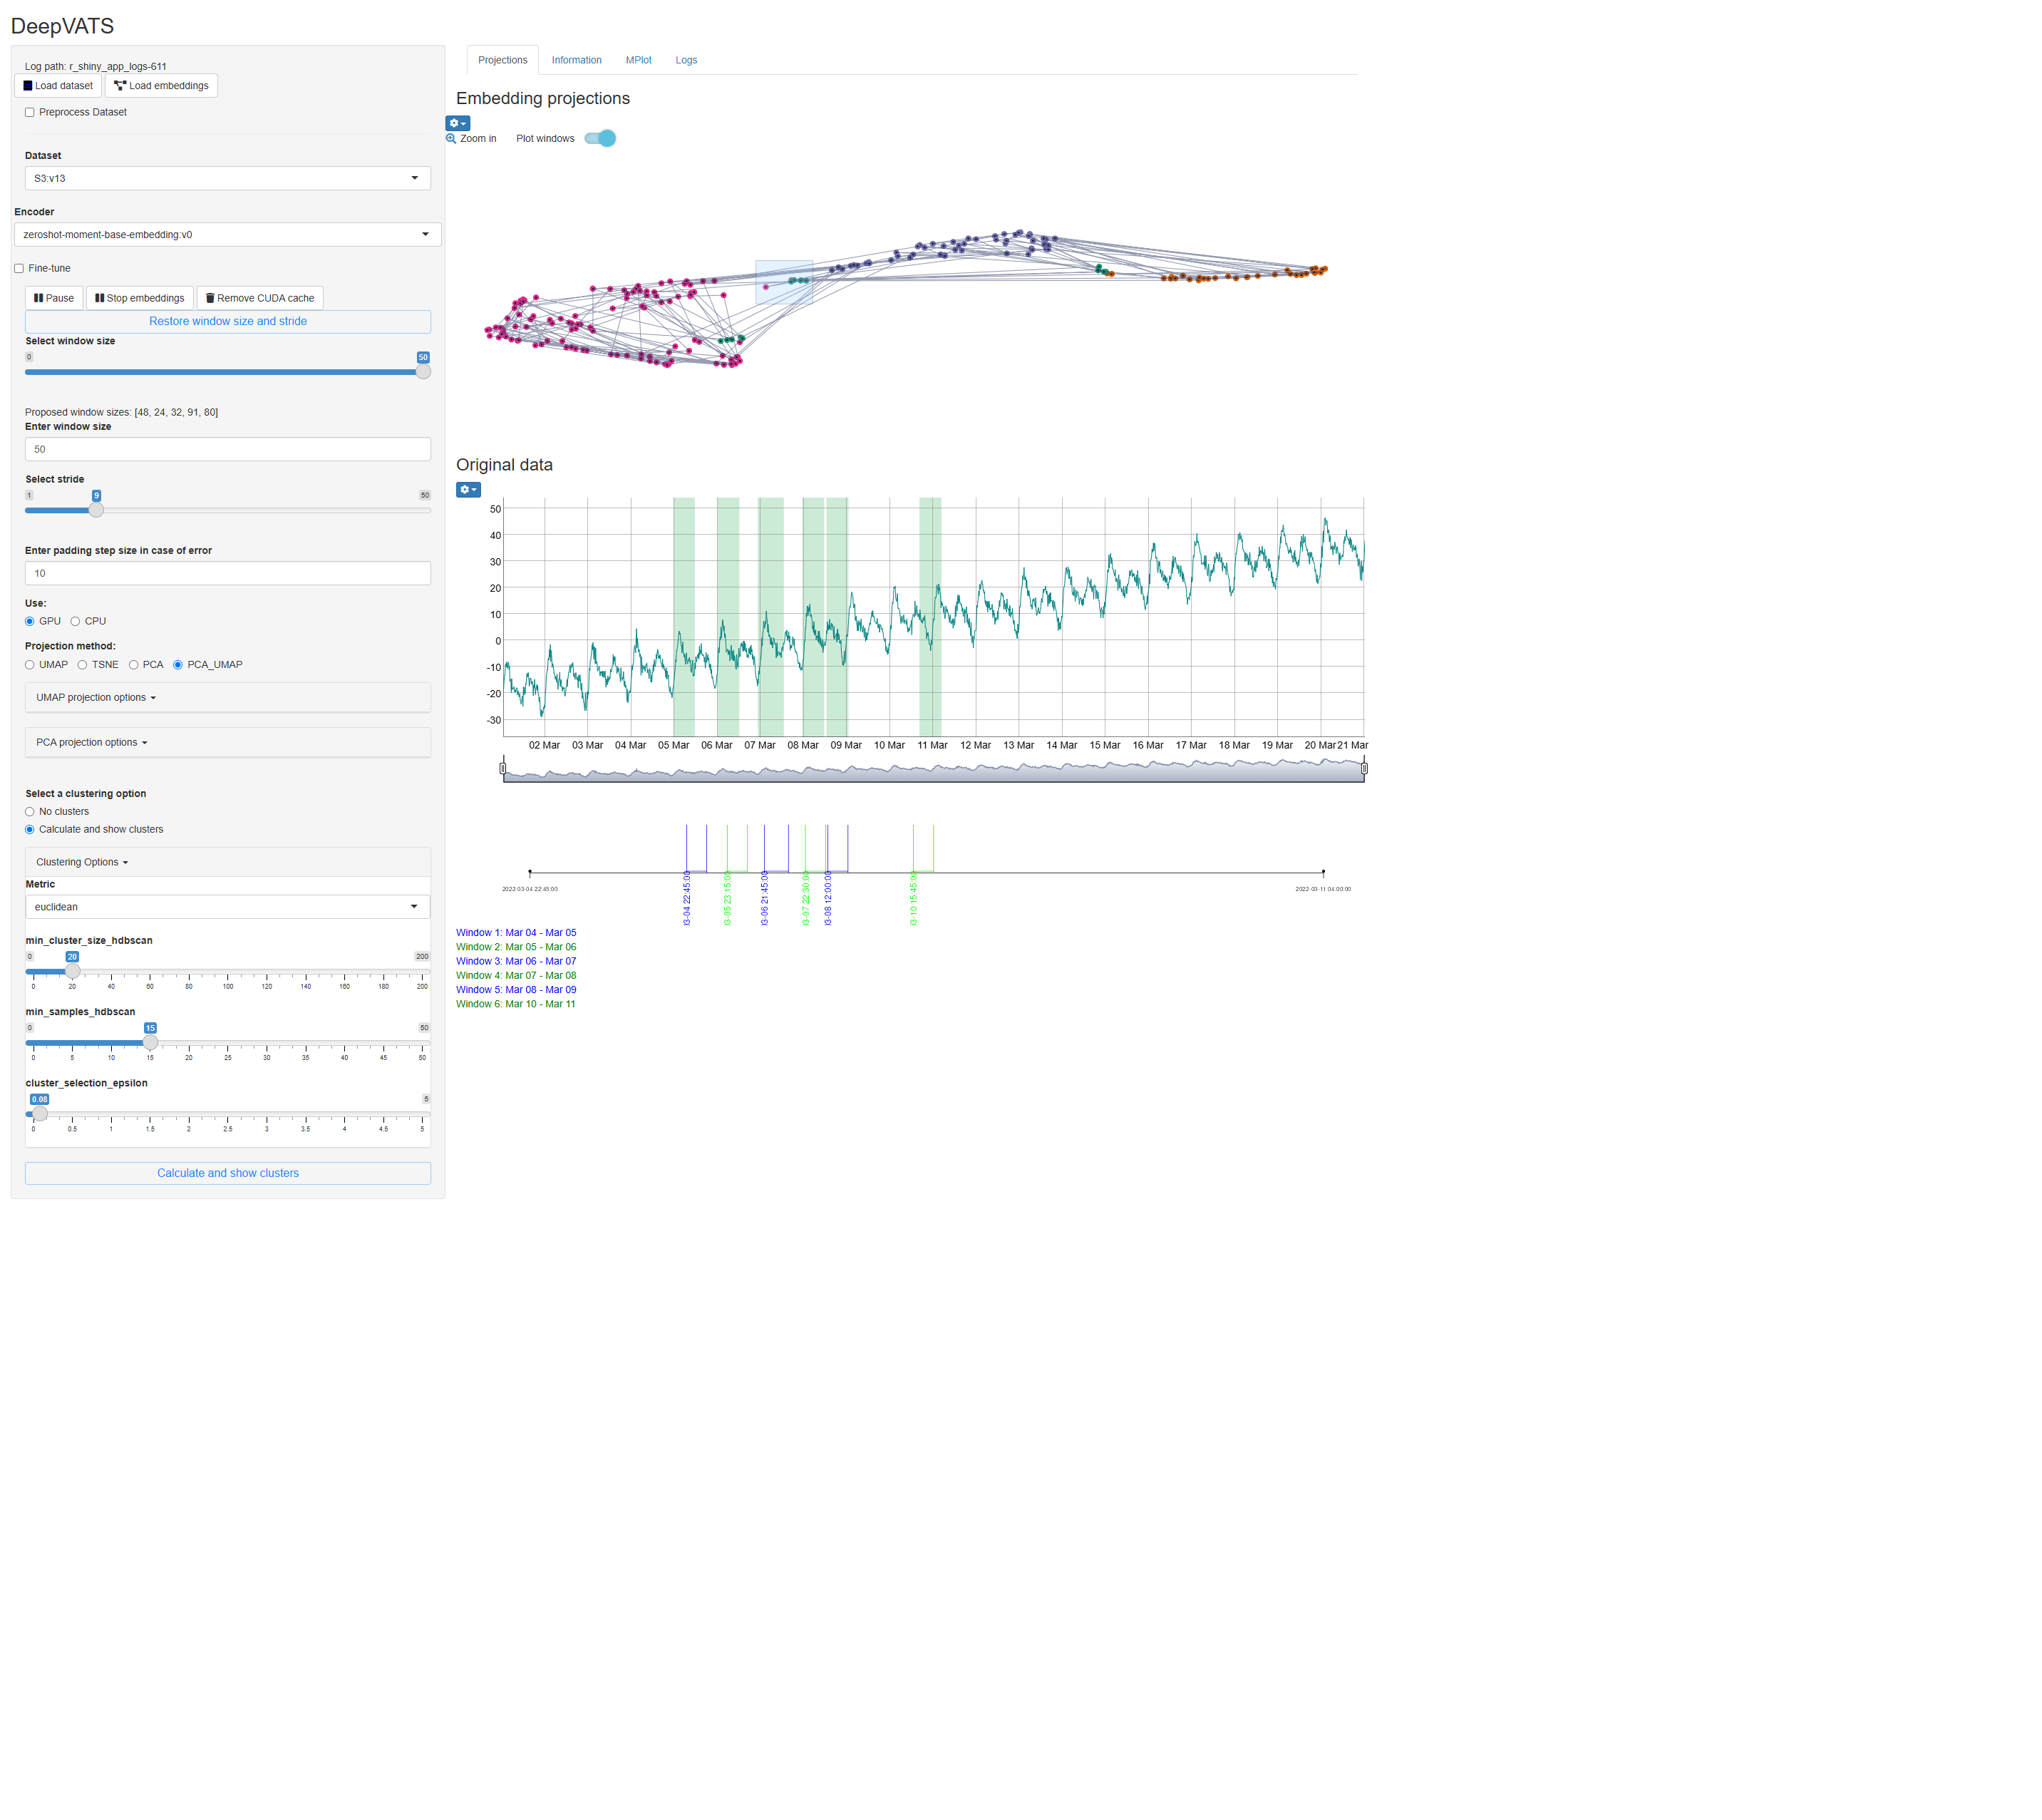 DeepVATS
Log path: r_shiny_app_logs-611
Load dataset Load embeddings
Preprocess Dataset
Dataset
S3:v13
Encoder
zeroshot-moment-base-embedding:v0
Fine-tune
Pause Stop embeddings Remove CUDA cache
Restore window size and stride
Select window size
0 50
Proposed window sizes: [48, 24, 32, 91, 80]
Enter window size
50
Select stride
1 9 50
Enter padding step size in case of error
10
Use:
GPU CPU
Projection method:
UMAP TSNE PCA PCA_UMAP
UMAP projection options
PCA projection options
Select a clustering option
No clusters
Calculate and show clusters
Clustering Options
Metric
euclidean
min_cluster_size_hdbscan
0 20 200
0 20 40 60 80 100 120 140 160 180 200
min_samples_hdbscan
0 15 50
0 5 10 15 20 25 30 35 40 45 50
cluster_selection_epsilon
0.08 5
0 0.5 1 1.5 2 2.5 3 3.5 4 4.5 5
Calculate and show clusters
Projections Information MPlot Logs
Embedding projections
Zoom in Plot windows
Original data
50
40
30
20
10
0
-10
-20
-30
02 Mar 03 Mar 04 Mar 05 Mar 06 Mar 07 Mar 08 Mar 09 Mar 10 Mar 11 Mar 12 Mar 13 Mar 14 Mar 15 Mar 16 Mar 17 Mar 18 Mar 19 Mar 20 Mar 21 Mar
2022-03-04 22:45:00 2022-03-11 04:00:00
3-04 22:45:00
3-05 23:15:00
3-06 21:45:00
3-07 22:30:00
3-08 12:00:00
3-10 15:45:00
Window 1: Mar 04 - Mar 05
Window 2: Mar 05 - Mar 06
Window 3: Mar 06 - Mar 07
Window 4: Mar 07 - Mar 08
Window 5: Mar 08 - Mar 09
Window 6: Mar 10 - Mar 11